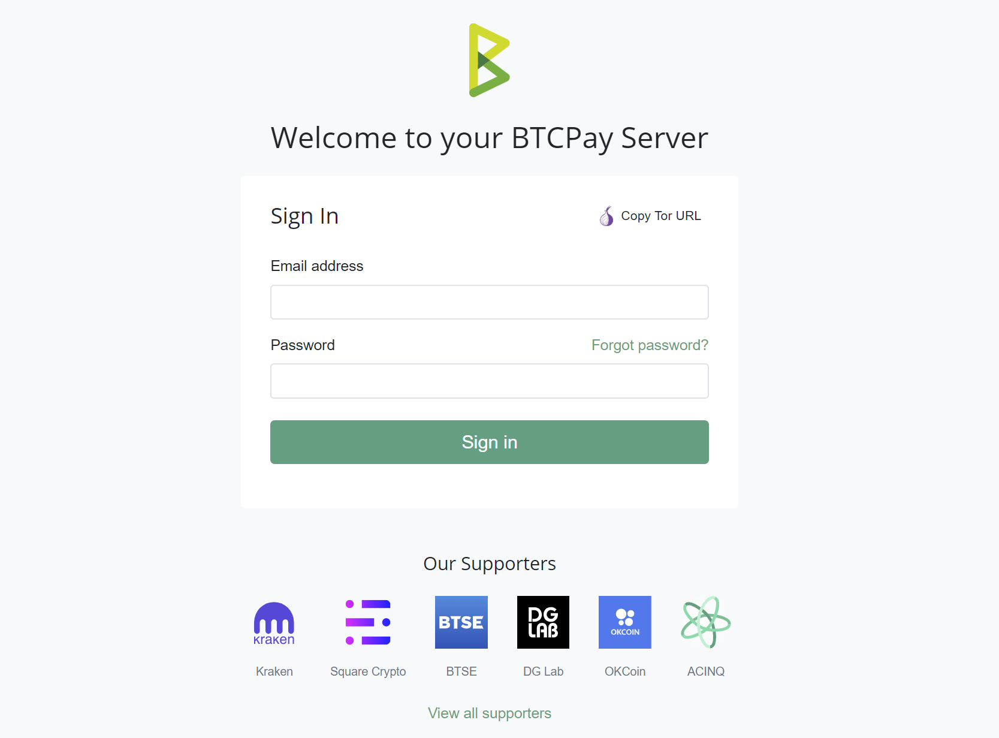 Welcome to your BTCPay Server
Sign In
Copy Tor URL
Email address
Password
Forgot password?
Sign in
Our Supporters
кraкen
BTSE
DG
LAB
OKCOIN
Kraken
Square Crypto
BTSE
DG Lab
OKCoin
ACINQ
View all supporters